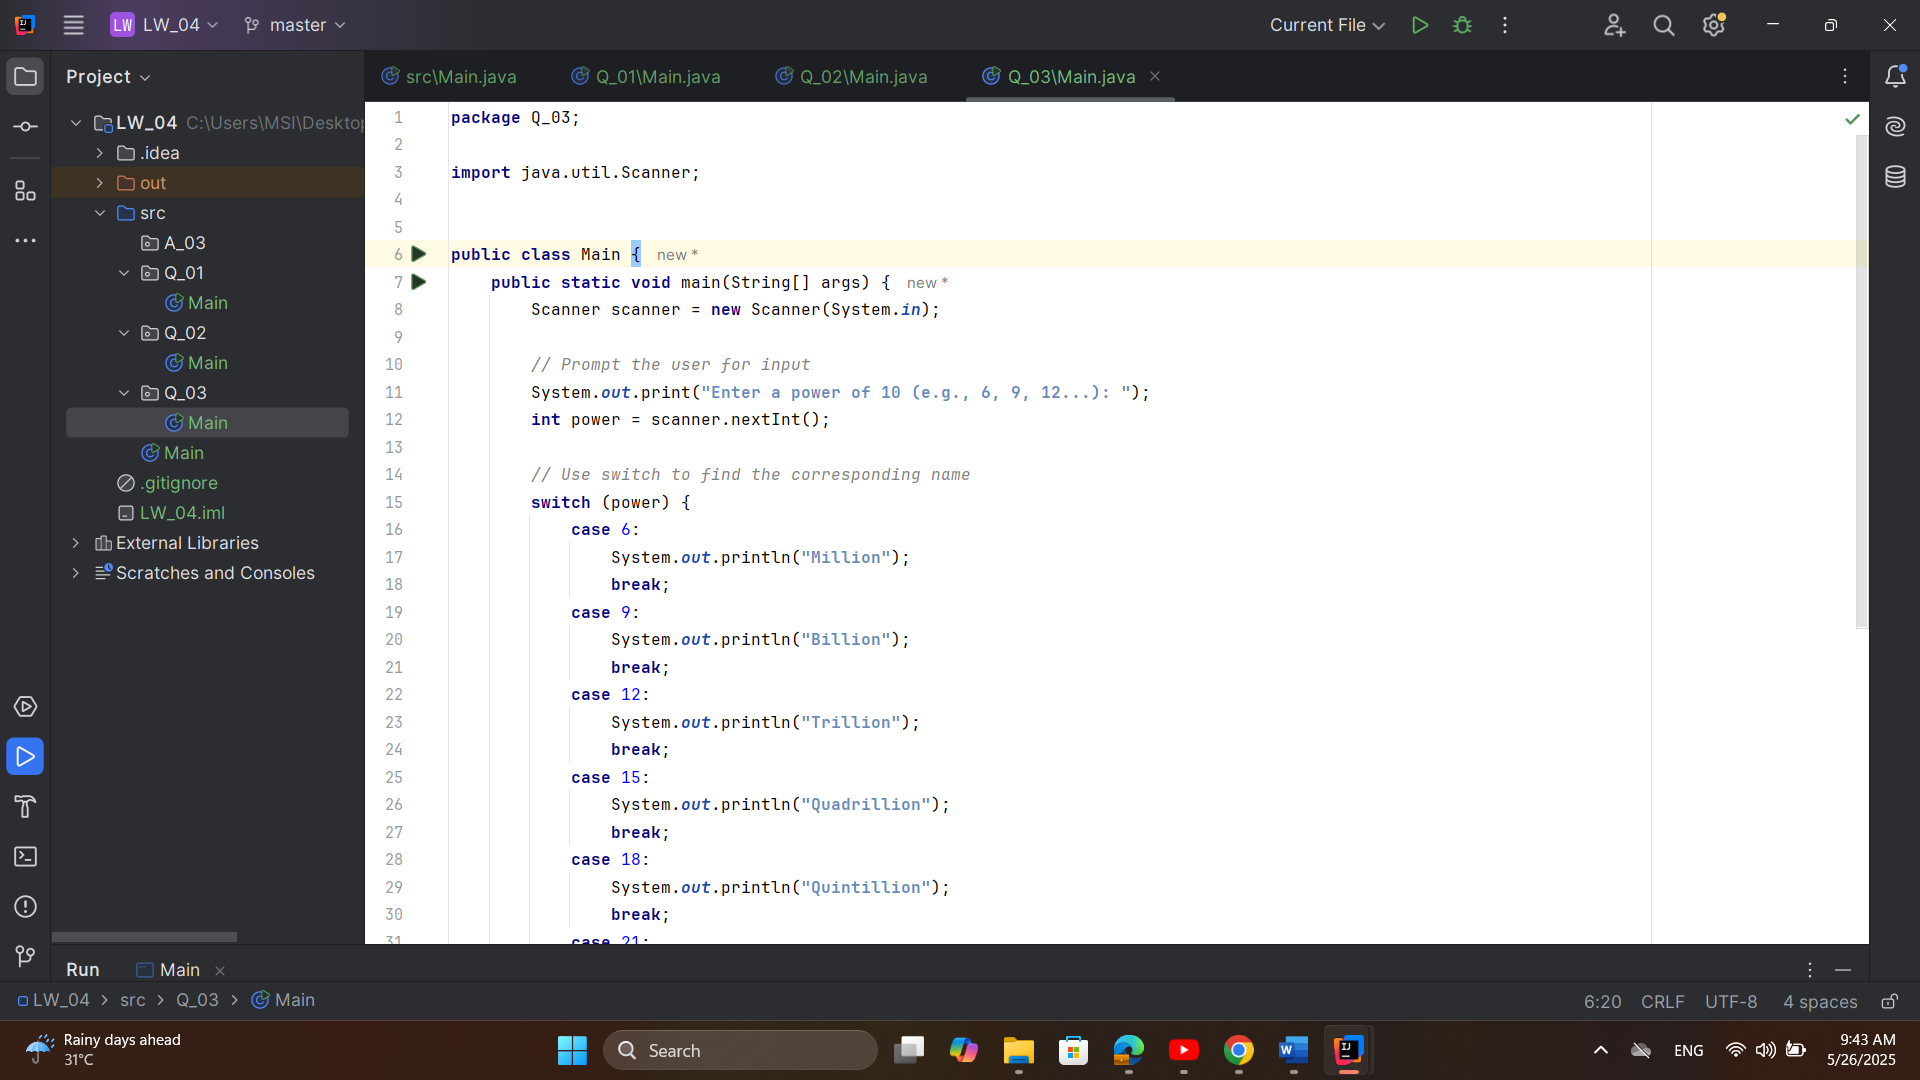 LW LW_04 master Current File
Project
src\Main.java Q_01\Main.java Q_02\Main.java Q_03\Main.java
LW_04 C:\Users\MSI\Desktop
.idea
out
src
A_03
Q_01
Main
Q_02
Main
Q_03
Main
Main
.gitignore
LW_04.iml
External Libraries
Scratches and Consoles
1 package Q_03;
2
3 import java.util.Scanner;
4
5
6 public class Main { new *
7 public static void main(String[] args) { new *
8 Scanner scanner = new Scanner(System.in);
9
10 // Prompt the user for input
11 System.out.print("Enter a power of 10 (e.g., 6, 9, 12...): ");
12 int power = scanner.nextInt();
13
14 // Use switch to find the corresponding name
15 switch (power) {
16 case 6:
17 System.out.println("Million");
18 break;
19 case 9:
20 System.out.println("Billion");
21 break;
22 case 12:
23 System.out.println("Trillion");
24 break;
25 case 15:
26 System.out.println("Quadrillion");
27 break;
28 case 18:
29 System.out.println("Quintillion");
30 break;
31 case 21:
Run Main
LW_04 src Q_03 Main 6:20 CRLF UTF-8 4 spaces
Rainy days ahead
31°C
Search
ENG
9:43 AM
5/26/2025